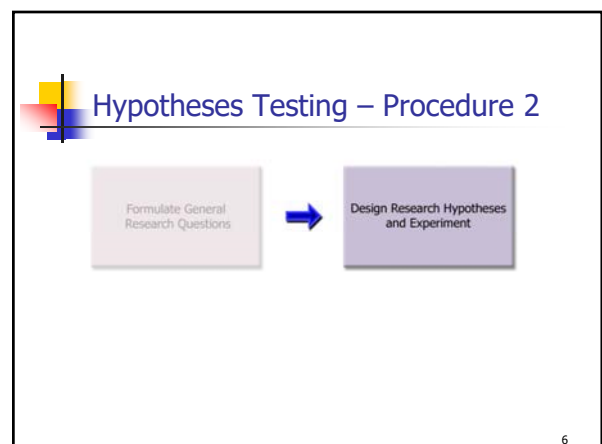 Hypotheses Testing – Procedure 2
Formulate General
Research Questions
Design Research Hypotheses
and Experiment
6